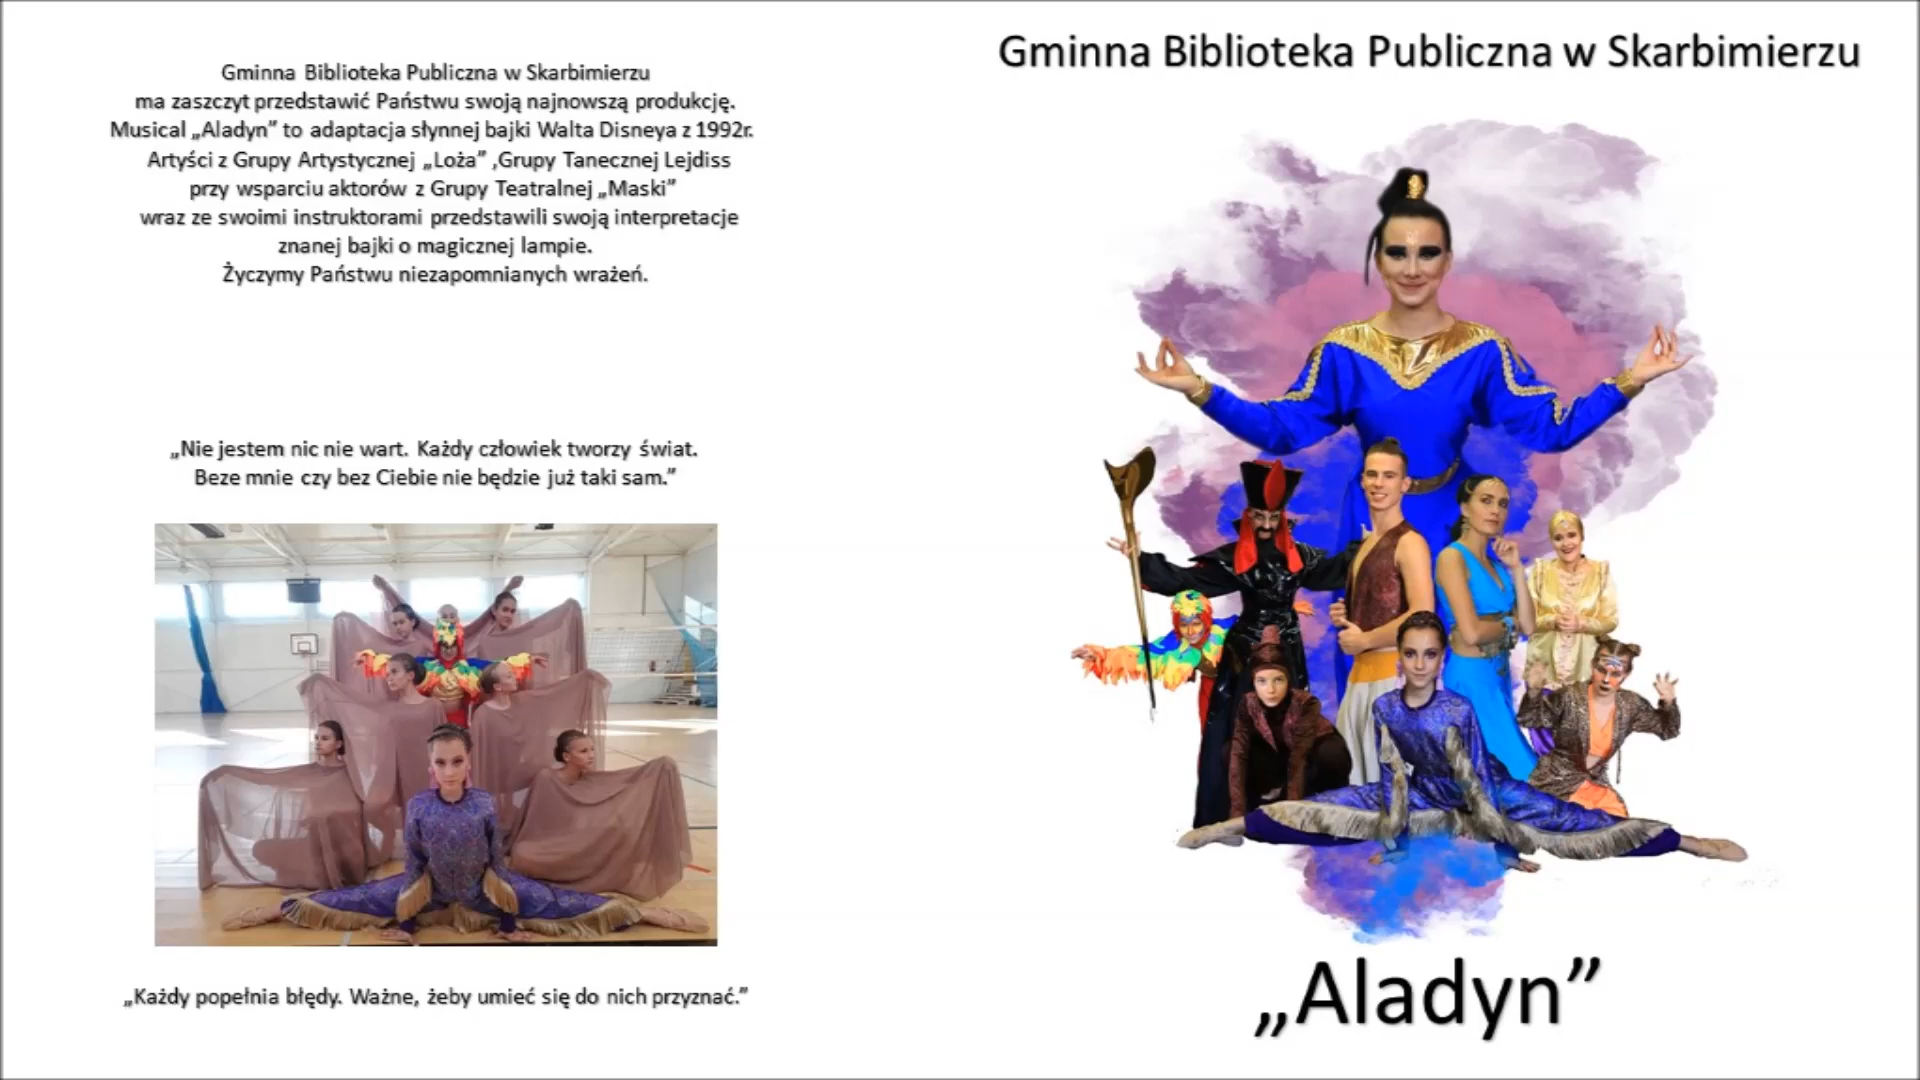 Gminna Biblioteka Publiczna w Skarbimierzu
ma zaszczyt przedstawić Państwu swoją najnowszą produkcję.
Musical „Aladyn” to adaptacja słynnej bajki Walta Disneya z 1992r.
Artyści z Grupy Artystycznej „Loża” ,Grupy Tanecznej Lejdiss
przy wsparciu aktorów z Grupy Teatralnej „Maski”
wraz ze swoimi instruktorami przedstawili swoją interpretacje
znanej bajki o magicznej lampie.
Życzymy Państwu niezapomnianych wrażeń.
„Nie jestem nic nie wart. Każdy człowiek tworzy świat.
Beze mnie czy bez Ciebie nie będzie już taki sam.”
„Każdy popełnia błędy. Ważne, żeby umieć się do nich przyznać.”
Gminna Biblioteka Publiczna w Skarbimierzu
„Aladyn”